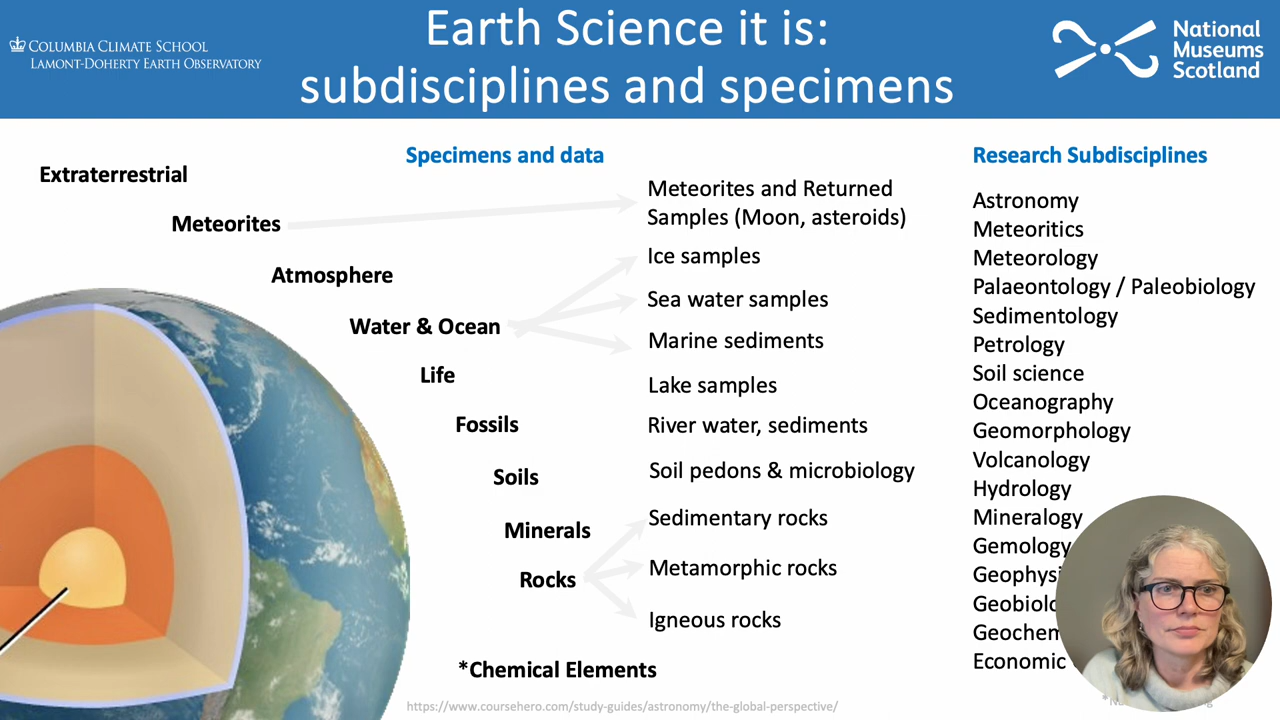 Earth Science it is:
subdisciplines and specimens
COLUMBIA CLIMATE SCHOOL
LAMONT-DOHERTY EARTH OBSERVATORY
National
Museums
Scotland
Extraterrestrial
Meteorites
Atmosphere
Water & Ocean
Life
Fossils
Soils
Minerals
Rocks
*Chemical Elements
Specimens and data
Meteorites and Returned
Samples (Moon, asteroids)
Ice samples
Sea water samples
Marine sediments
Lake samples
River water, sediments
Soil pedons & microbiology
Sedimentary rocks
Metamorphic rocks
Igneous rocks
Research Subdisciplines
Astronomy
Meteoritics
Meteorology
Palaeontology / Paleobiology
Sedimentology
Petrology
Soil science
Oceanography
Geomorphology
Volcanology
Hydrology
Mineralogy
Gemology
Economic
https://www.coursehero.com/study-guides/astronomy/the-global-perspective/